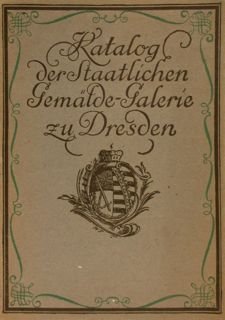 Katalog
der Staatlichen
Gemälde-Galerie
zu Dresden